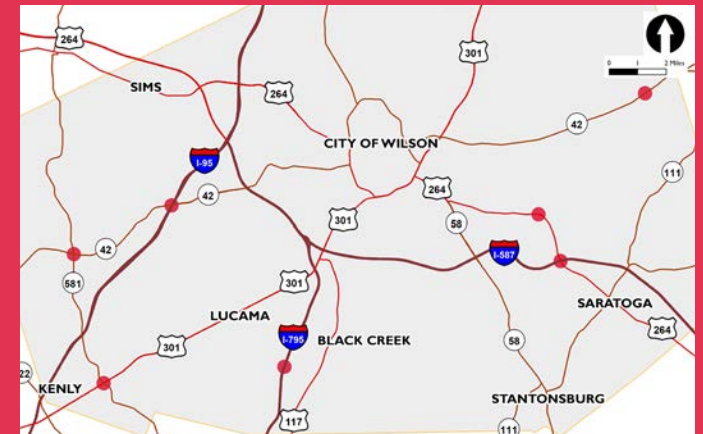 264
301
0 1 2 Miles
SIMS
264
42
CITY OF WILSON
I-95
111
42
264
301
58
42
I-587
581
301
LUCAMA
SARATOGA
264
I-795
BLACK CREEK
58
301
22
KENLY
STANTONSBURG
117
111